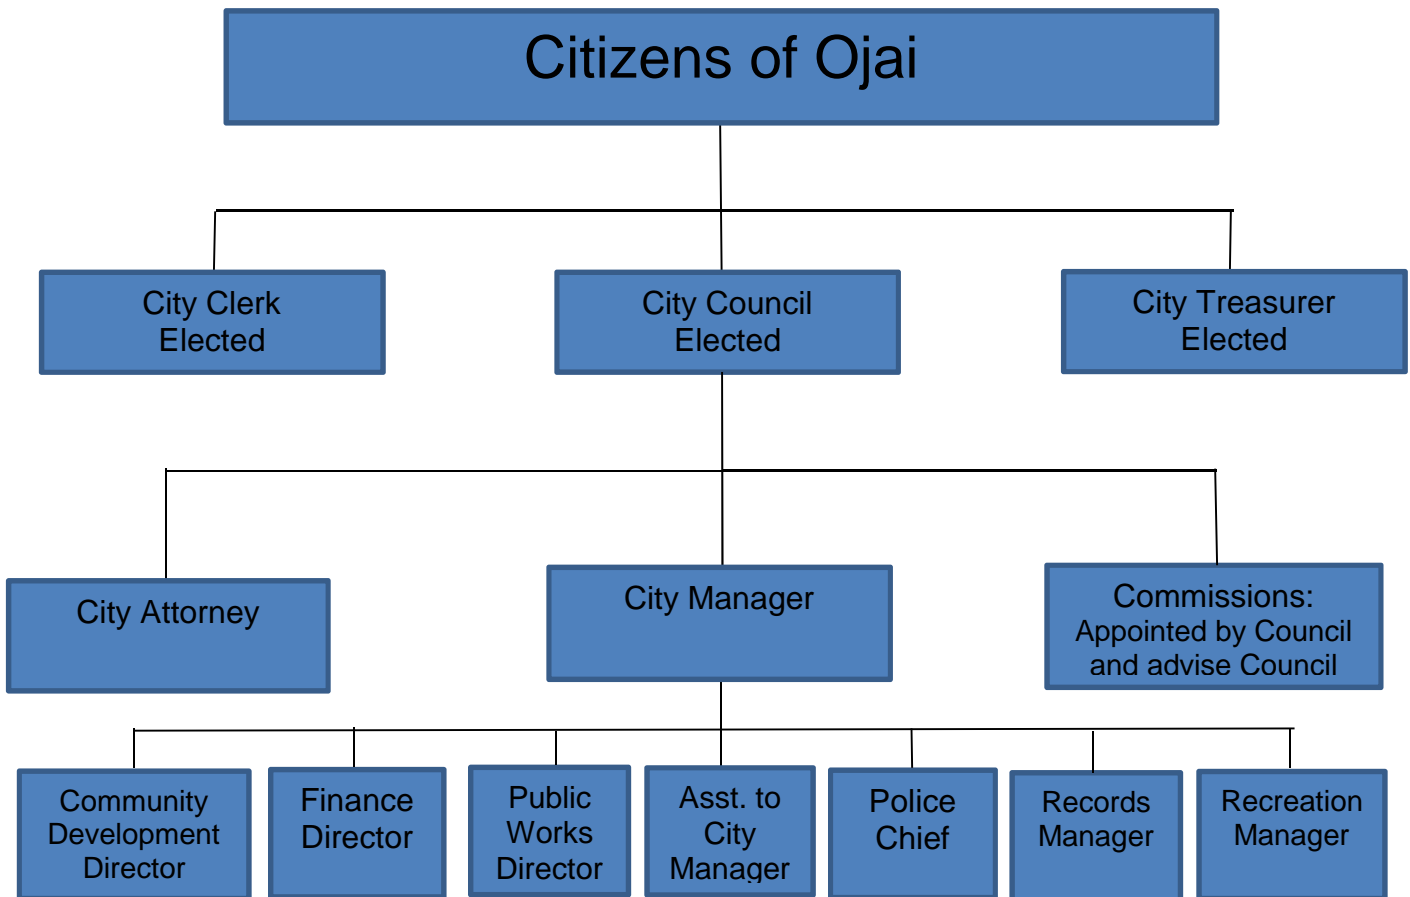 Citizens of Ojai
City Clerk
Elected
City Council
Elected
City Treasurer
Elected
City Attorney
City Manager
Commissions:
Appointed by Council
and advise Council
Community
Development
Director
Finance
Director
Public
Works
Director
Asst. to
City
Manager
Police
Chief
Records
Manager
Recreation
Manager